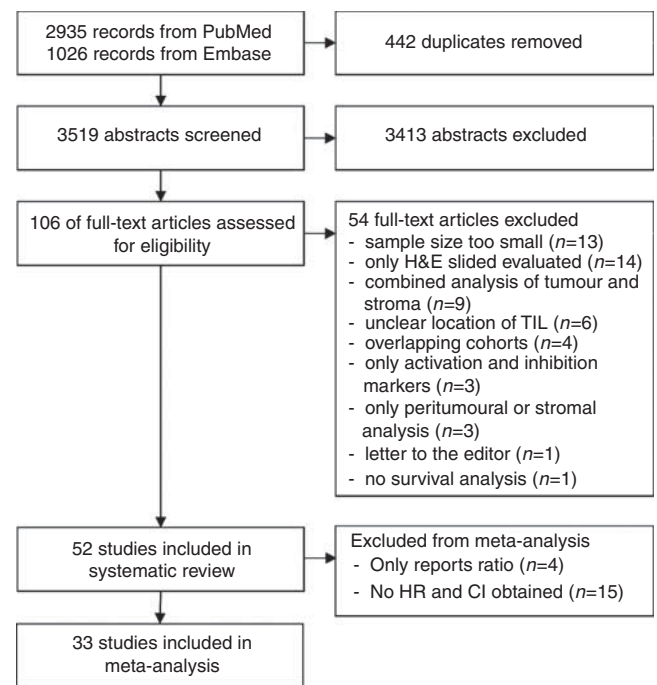 2935 records from PubMed
1026 records from Embase
442 duplicates removed
3519 abstracts screened
3413 abstracts excluded
106 of full-text articles assessed
for eligibility
54 full-text articles excluded
- sample size too small (n=13)
- only H&E slided evaluated (n=14)
- combined analysis of tumour and
stroma (n=9)
- unclear location of TIL (n=6)
- overlapping cohorts (n=4)
- only activation and inhibition
markers (n=3)
- only peritumoural or stromal
analysis (n=3)
- letter to the editor (n=1)
- no survival analysis (n=1)
52 studies included in
systematic review
Excluded from meta-analysis
- Only reports ratio (n=4)
- No HR and CI obtained (n=15)
33 studies included in
meta-analysis